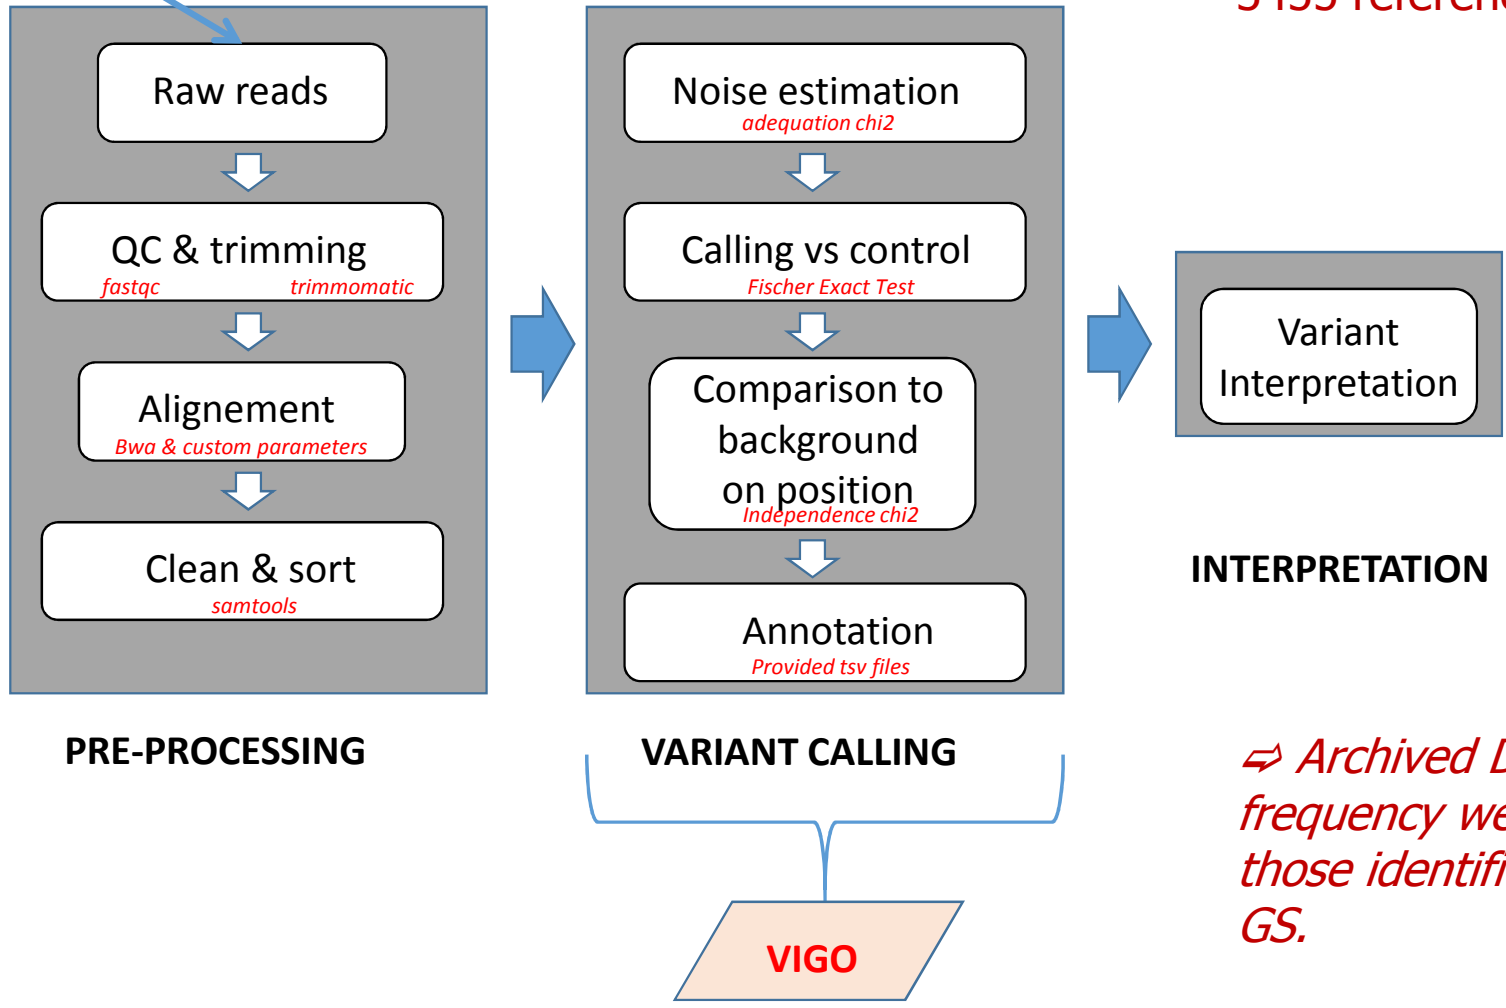 Raw reads
QC & trimming
fastqc trimmomatic
Alignement
Bwa & custom parameters
Clean & sort
samtools
PRE-PROCESSING
Noise estimation
adequation chi2
Calling vs control
Fischer Exact Test
Comparison to
background
on position
Independence chi2
Annotation
Provided tsv files
VARIANT CALLING
VIGO
Variant
Interpretation
INTERPRETATION
⇨ Archived
frequency
those
GS.